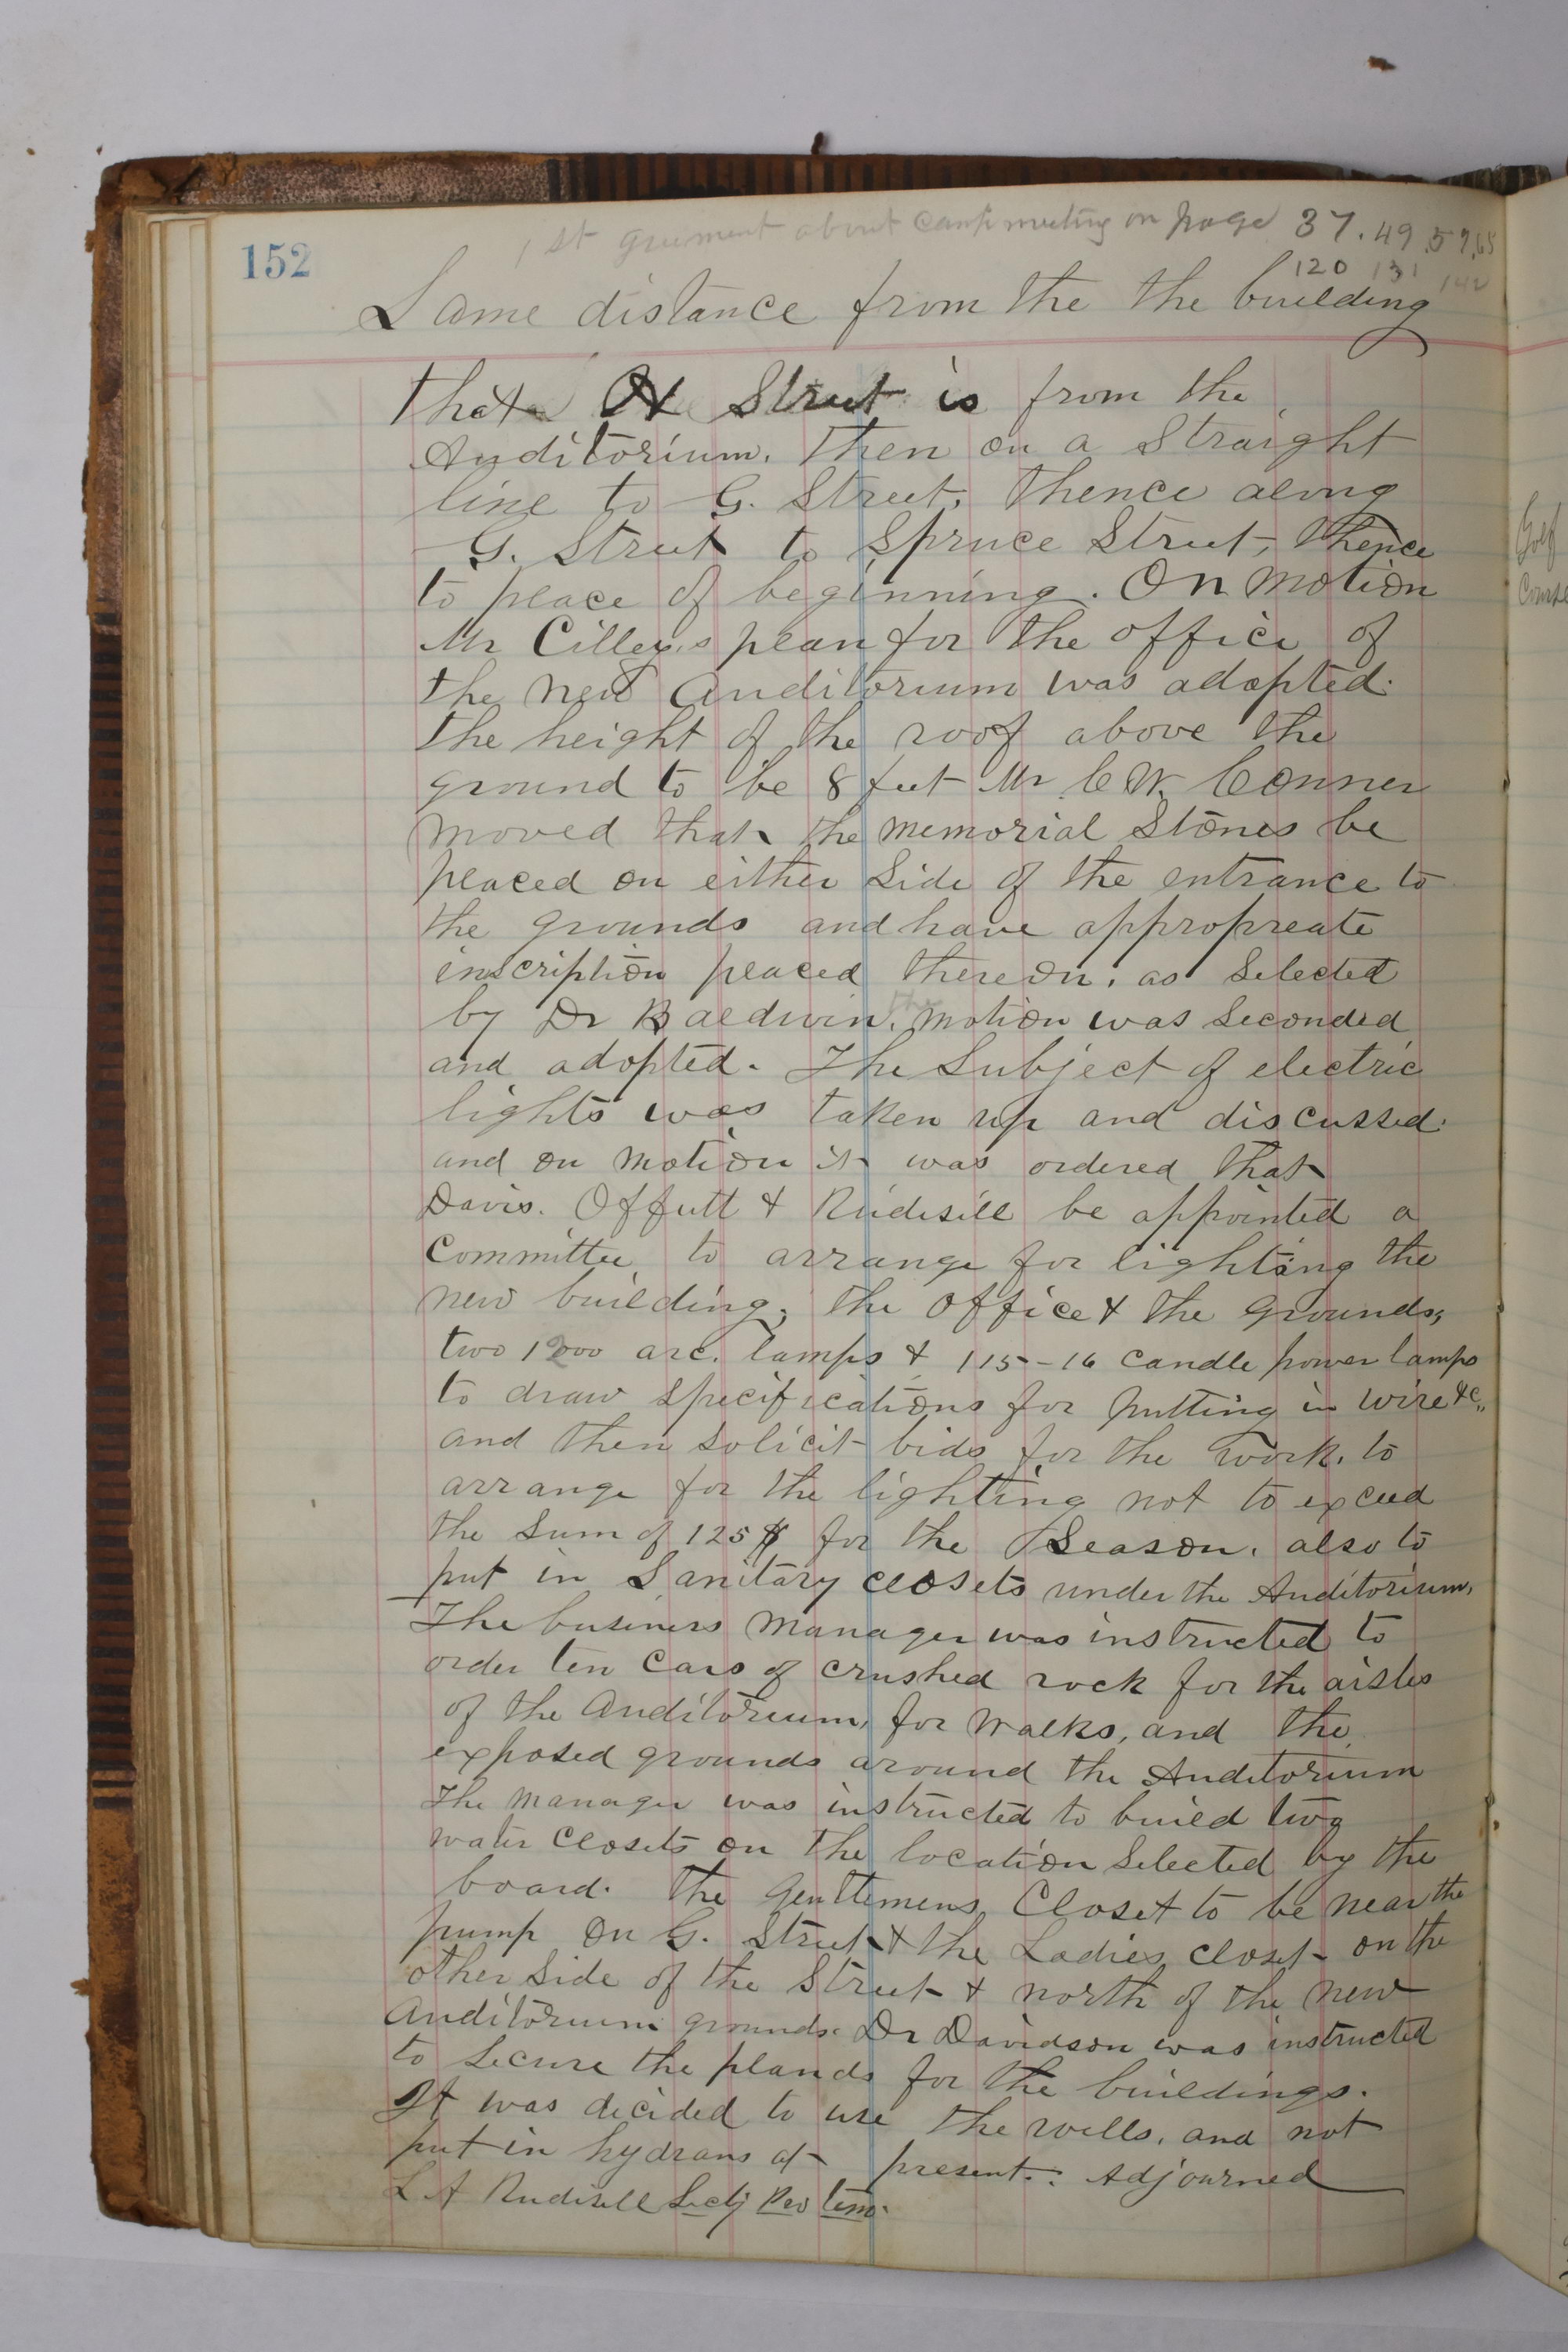 152
1st greement about camp meeting on page 37. 49. 57, 65
120 131 142
Same distance from the the building
that H Street is from the
Auditorium. Then on a Straight
line to G. Street, Thence along
G. Street to Spruce Street, Thence
to place of beginning. On motion
Mr Cilley,s plan for the office of
the new Auditorium was adopted.
the height of the roof above the
ground to be 8 feet Mr C W. Conner
moved that the memorial Stones be
placed on either Side of the entrance to
the grounds and have appropreate
inscription placed thereon, as Selected
by Dr Baldwin. the motion was Seconded
and adopted. The Subject of electric
lights was taken up and discussed.
and on motion it was ordered that
Davis. Offutt & Rudisill be appointed a
Committee to arrange for lighting the
new building, the office & the grounds,
two 1200 arc. lamps & 115-16 candle power lamps
to draw specifications for putting in wire &c,,
and then solicit bids for the work. to
arrange for the lighting not to exceed
the Sum of 125 $ for the Season. also to
put in Sanitary closets under the Auditorium,
The business manager was instructed to
order ten Cars of crushed rock for the aisles
of the Auditorium, for walks, and the
exposed grounds around the Auditorium
The manager was instructed to build two
water Closets on the location Selected by the
board. The Gentlemens Closet to be near the
pump on G. Street & the Ladies closet on the
other Side of the Street & north of the new
Auditorium grounds. Dr Davidson was instructed
to Secure the plands for the buildings.
It was decided to use the wells, and not
put in hydrans at present. Adjourned
L A Rudisill Secty Pro tem.
Golf
Course